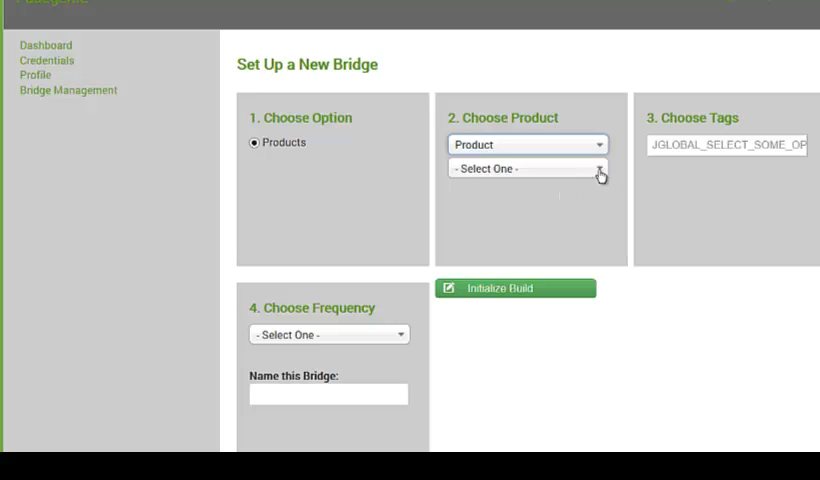 Dashboard
Credentials
Profile
Bridge Management
Set Up a New Bridge
1. Choose Option
Products
2. Choose Product
Product
- Select One -
3. Choose Tags
JGLOBAL_SELECT_SOME_OP
4. Choose Frequency
- Select One -
Name this Bridge:
Initialize Build